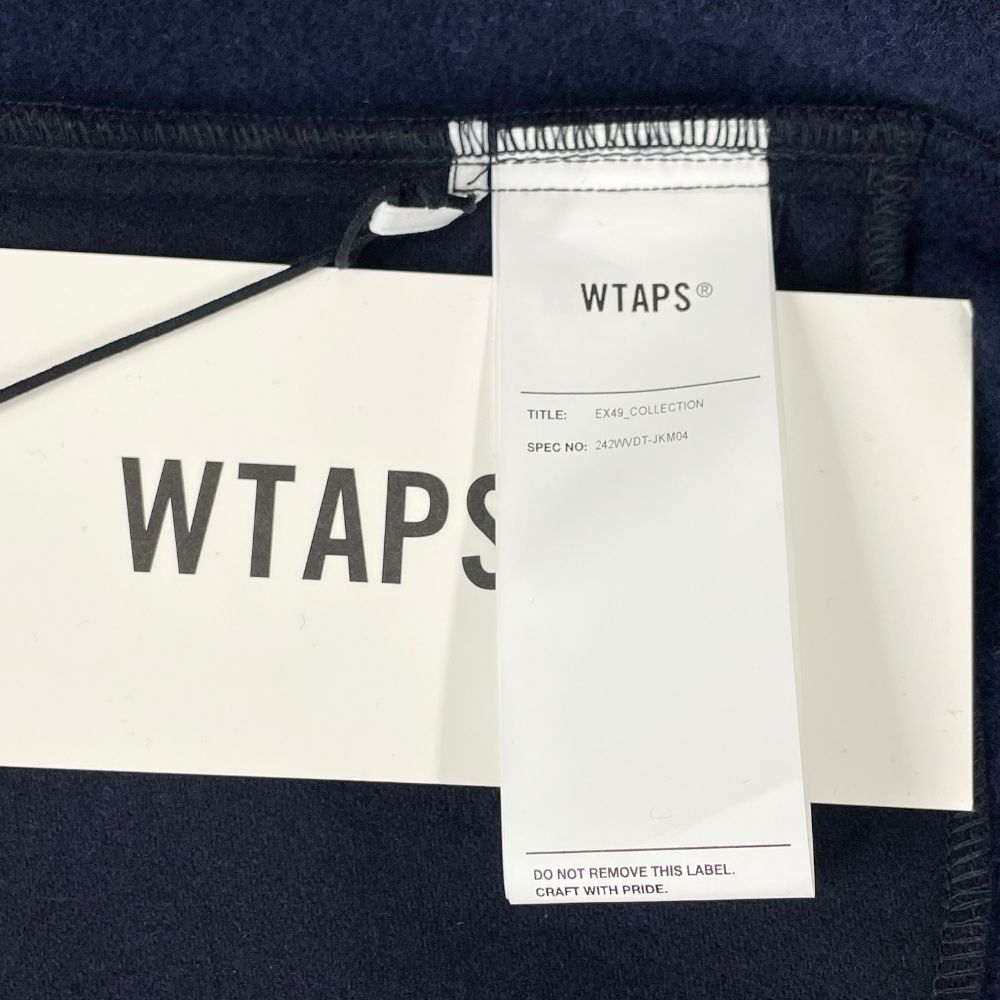 WTAPS®
TITLE: EX49_COLLECTION
SPEC NO: 242WVDT-JKM04
WTAPS
DO NOT REMOVE THIS LABEL.
CRAFT WITH PRIDE.